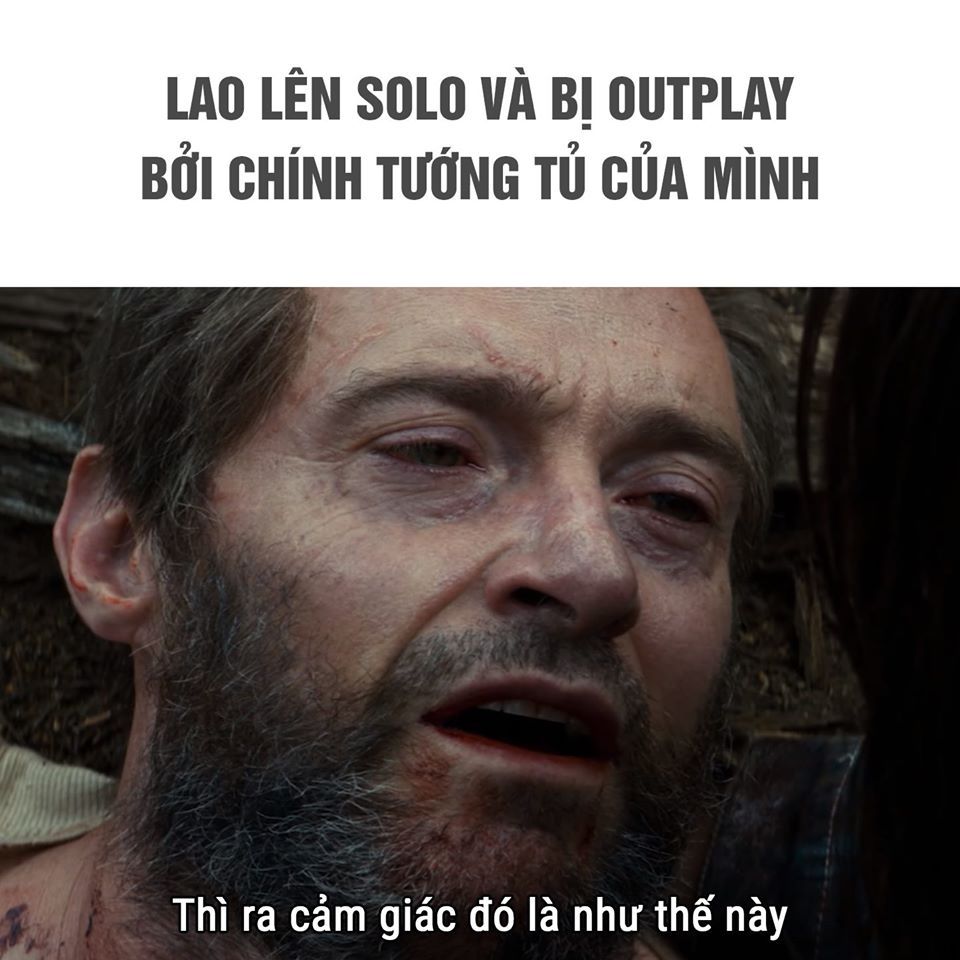 LAO LÊN SOLO VÀ BỊ OUTPLAY
BỞI CHÍNH TƯỚNG TỦ CỦA MÌNH
Thì ra cảm giác đó là như thế này